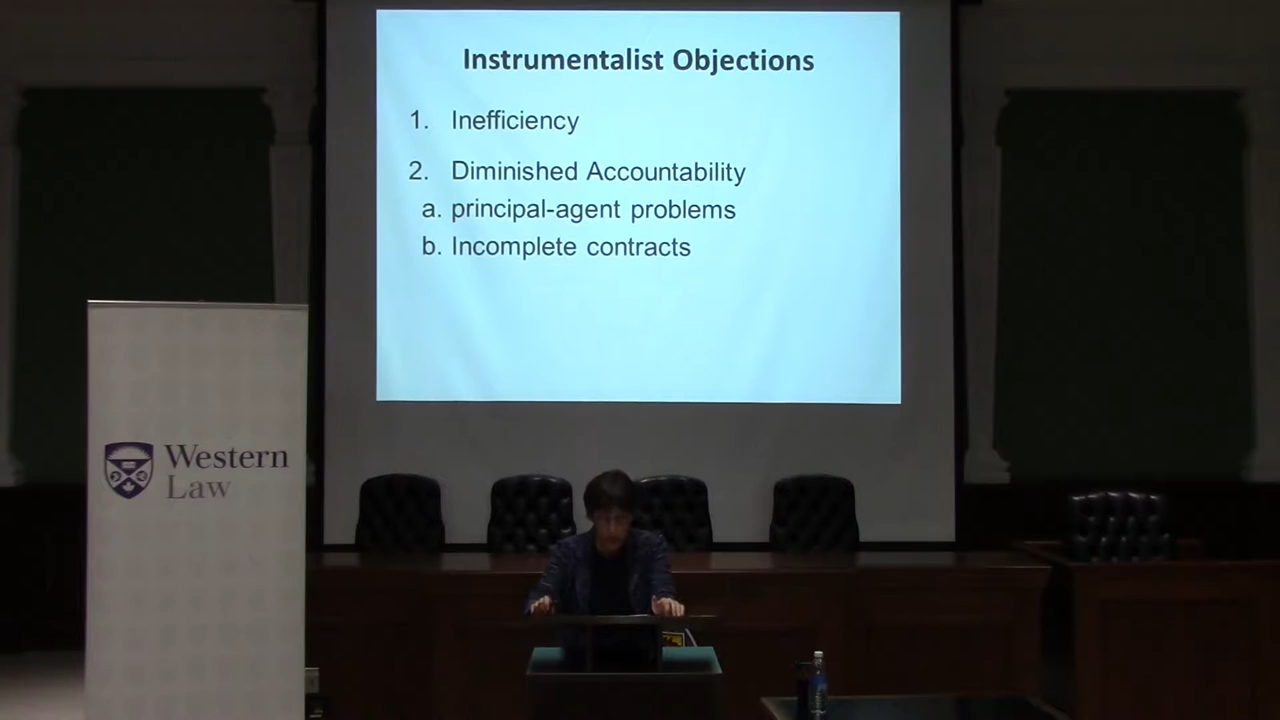 Instrumentalist Objections
1. Inefficiency
2. Diminished Accountability
a. principal-agent problems
b. Incomplete contracts
Western
Law